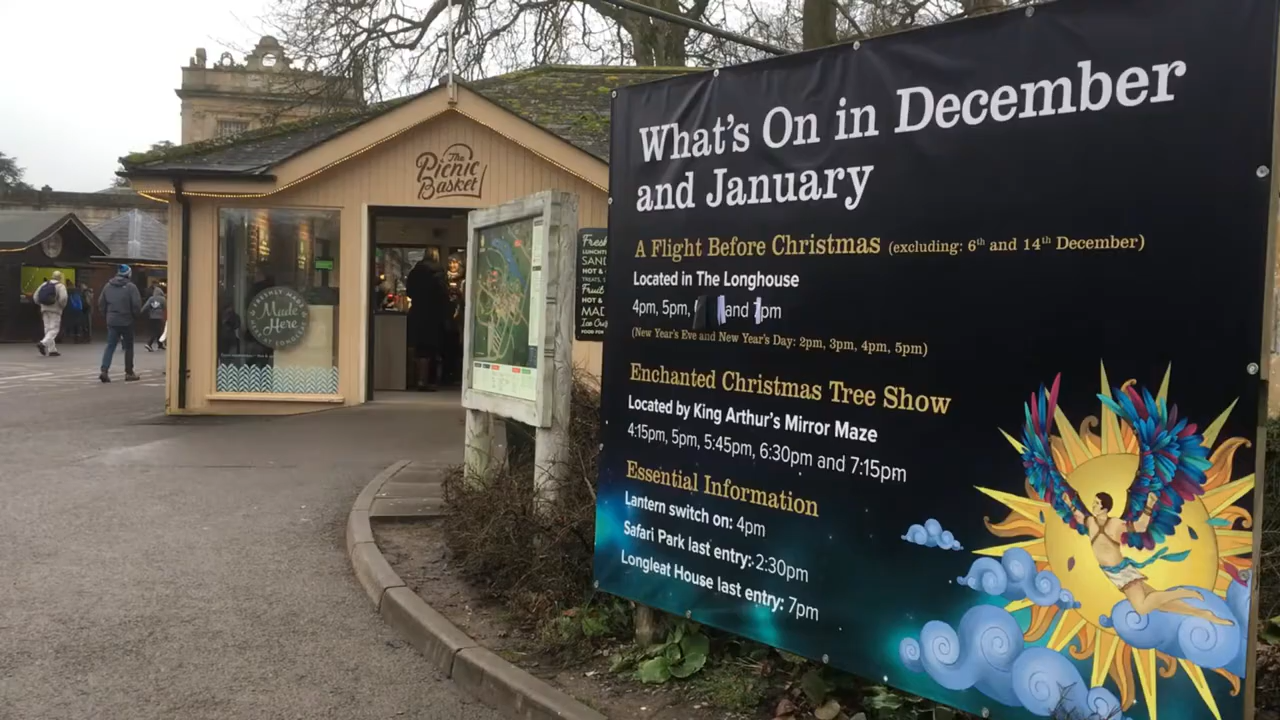 The
Picnic
Basket
Made
Here
Fresh
What's On in December
and January
A Flight Before Christmas (excluding: 6th and 14th December)
Located in The Longhouse
4pm, 5pm, and 7pm
(New Year's Eve and New Year's Day: 2pm, 3pm, 4pm, 5pm)
Enchanted Christmas Tree Show
Located by King Arthur's Mirror Maze
4:15pm, 5pm, 5:45pm, 6:30pm and 7:15pm
Essential Information
Lantern switch on: 4pm
Safari Park last entry: 2:30pm
Longleat House last entry: 7pm